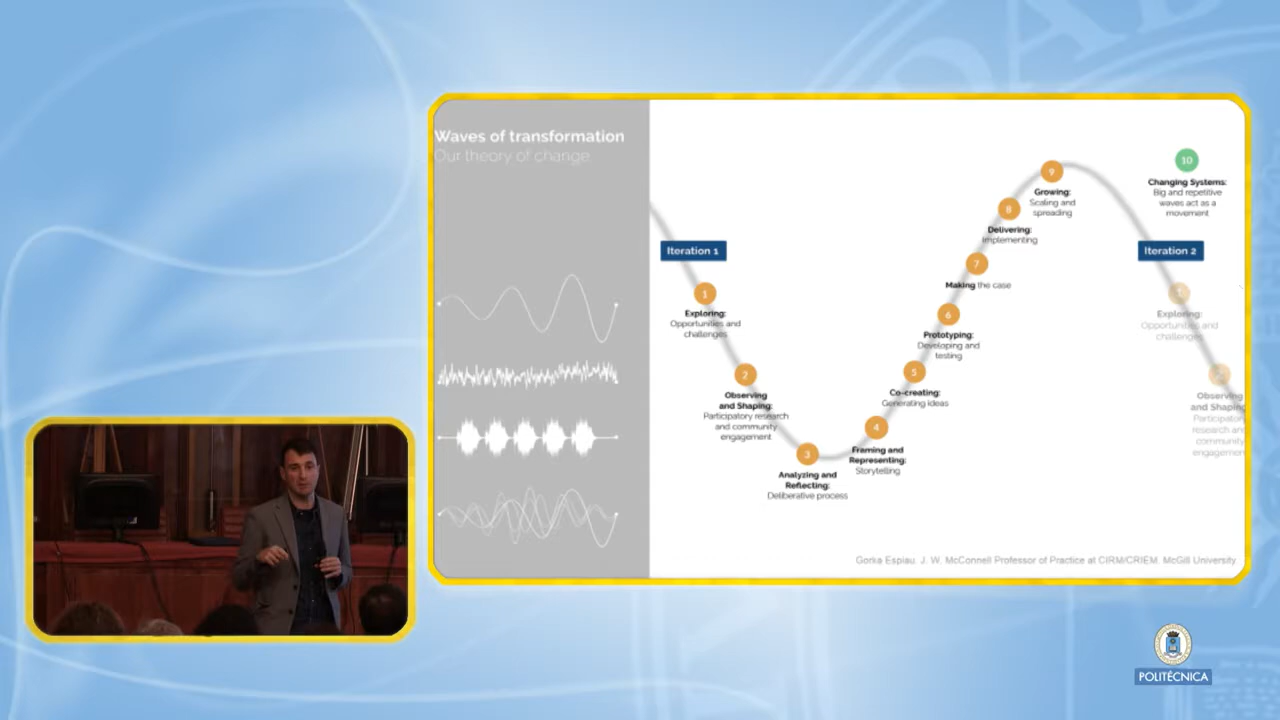 Waves of transformation
Our theory of change
Iteration 1
1
Exploring:
Opportunities and
challenges
2
Observing
and Shaping:
Participatory research
and community
engagement
3
Analyzing and
Reflecting:
Deliberative process
4
Framing and
Representing:
Storytelling
5
Co-creating:
Generating ideas
6
Prototyping:
Developing and
testing
7
Making the case
8
Delivering:
Implementing
9
Growing:
Scaling and
spreading
10
Changing Systems:
Big and repetitive
waves act as a
movement
Iteration 2
1
Exploring:
Opportunities and
challenges
2
Observing
and Shaping
Participatory
research and
community
engagement
Gorka Espiau. J. W. McConnell Professor of Practice at CIRM/CRIEM. McGill University
POLITÉCNICA